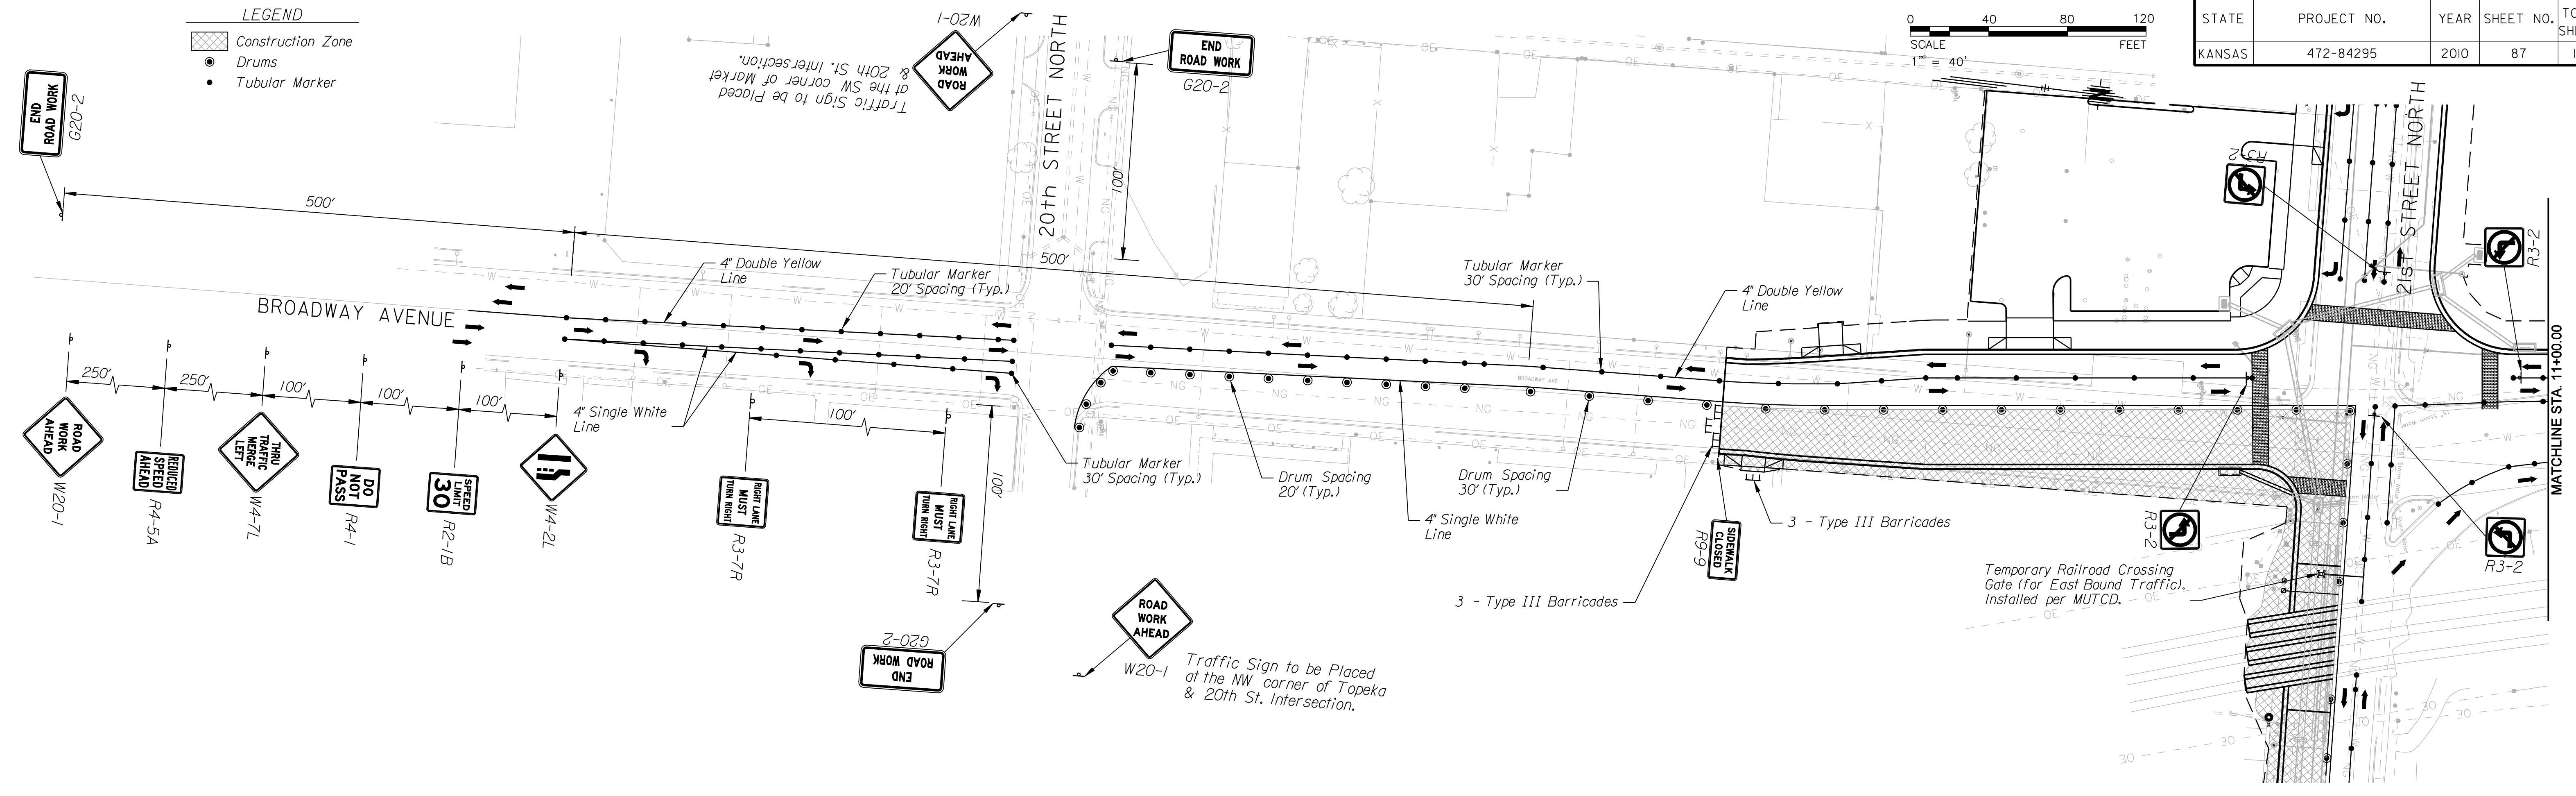 LEGEND
Construction Zone
Drums
Tubular Marker
END
ROAD WORK
G20-2
500'
BROADWAY AVENUE
250'
250'
100'
100'
100'
ROAD
WORK
AHEAD
W20-1
REDUCED
SPEED
AHEAD
R4-5A
THRU
TRAFFIC
MERGE
LEFT
W4-7L
DO
NOT
PASS
R4-1
SPEED
LIMIT
30
R2-1B
W4-2L
4" Double Yellow
Line
Tubular Marker
20' Spacing (Typ.)
4" Single White
Line
100'
RIGHT LANE
MUST
TURN RIGHT
R3-7R
RIGHT LANE
MUST
TURN RIGHT
R3-7R
100'
G20-2
END
ROAD WORK
W20-1
ROAD
WORK
AHEAD
Traffic Sign to be Placed
at the SW corner of Market
& 20th St. Intersection.
20th STREET NORTH
END
ROAD WORK
G20-2
100'
500'
Tubular Marker
30' Spacing (Typ.)
4" Double Yellow
Line
BROADWAY AVE
Tubular Marker
30' Spacing (Typ.)
Drum Spacing
20' (Typ.)
Drum Spacing
30' (Typ.)
4" Single White
Line
ROAD
WORK
AHEAD
W20-1
Traffic Sign to be Placed
at the NW corner of Topeka
& 20th St. Intersection.
3 - Type III Barricades
SIDEWALK
CLOSED
R9-9
3 - Type III Barricades
0 40 80 120
SCALE FEET
1" = 40'
STATE PROJECT NO. YEAR SHEET NO.
KANSAS 472-84295 2010 87
21st STREET NORTH
R3-2
R3-2
R3-2
R3-2
Temporary Railroad Crossing
Gate (for East Bound Traffic).
Installed per MUTCD.
MATCHLINE STA. 11+00.00